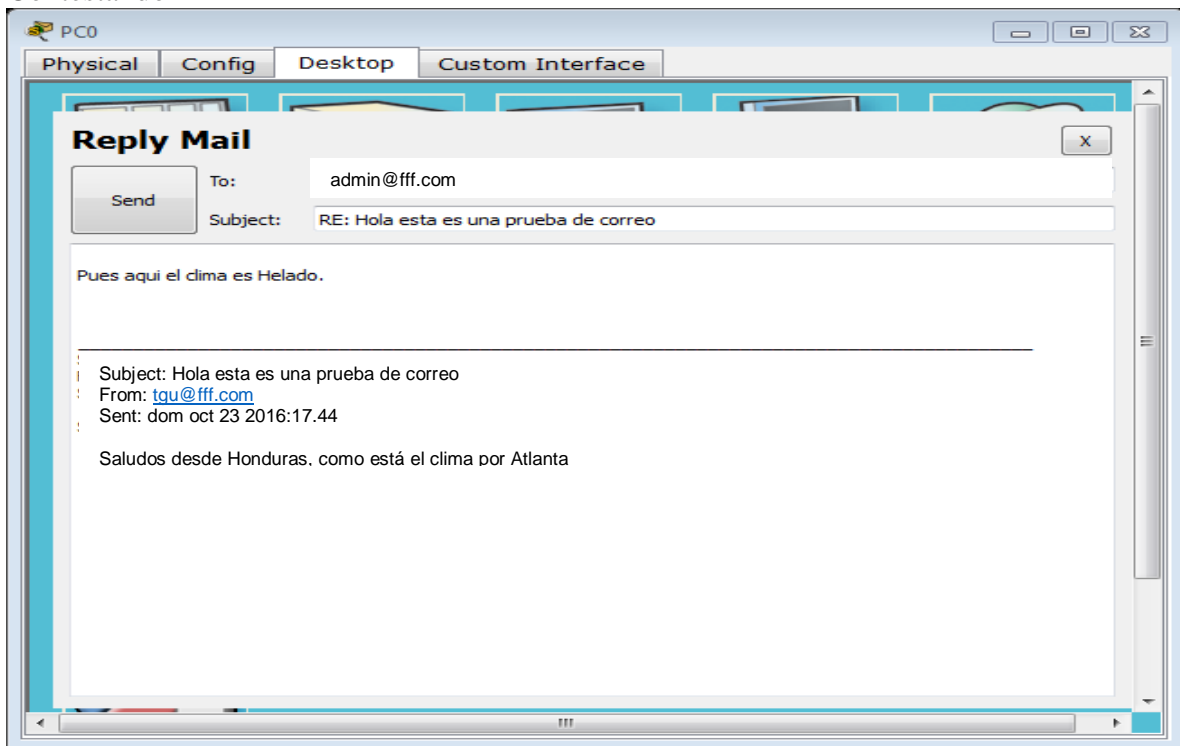 PC0
Physical Config Desktop Custom Interface
Reply Mail
x
Send
To: admin@fff.com
Subject: RE: Hola esta es una prueba de correo
Pues aqui el clima es Helado.
Subject: Hola esta es una prueba de correo
From: tgu@fff.com
Sent: dom oct 23 2016:17.44
Saludos desde Honduras, como está el clima por Atlanta